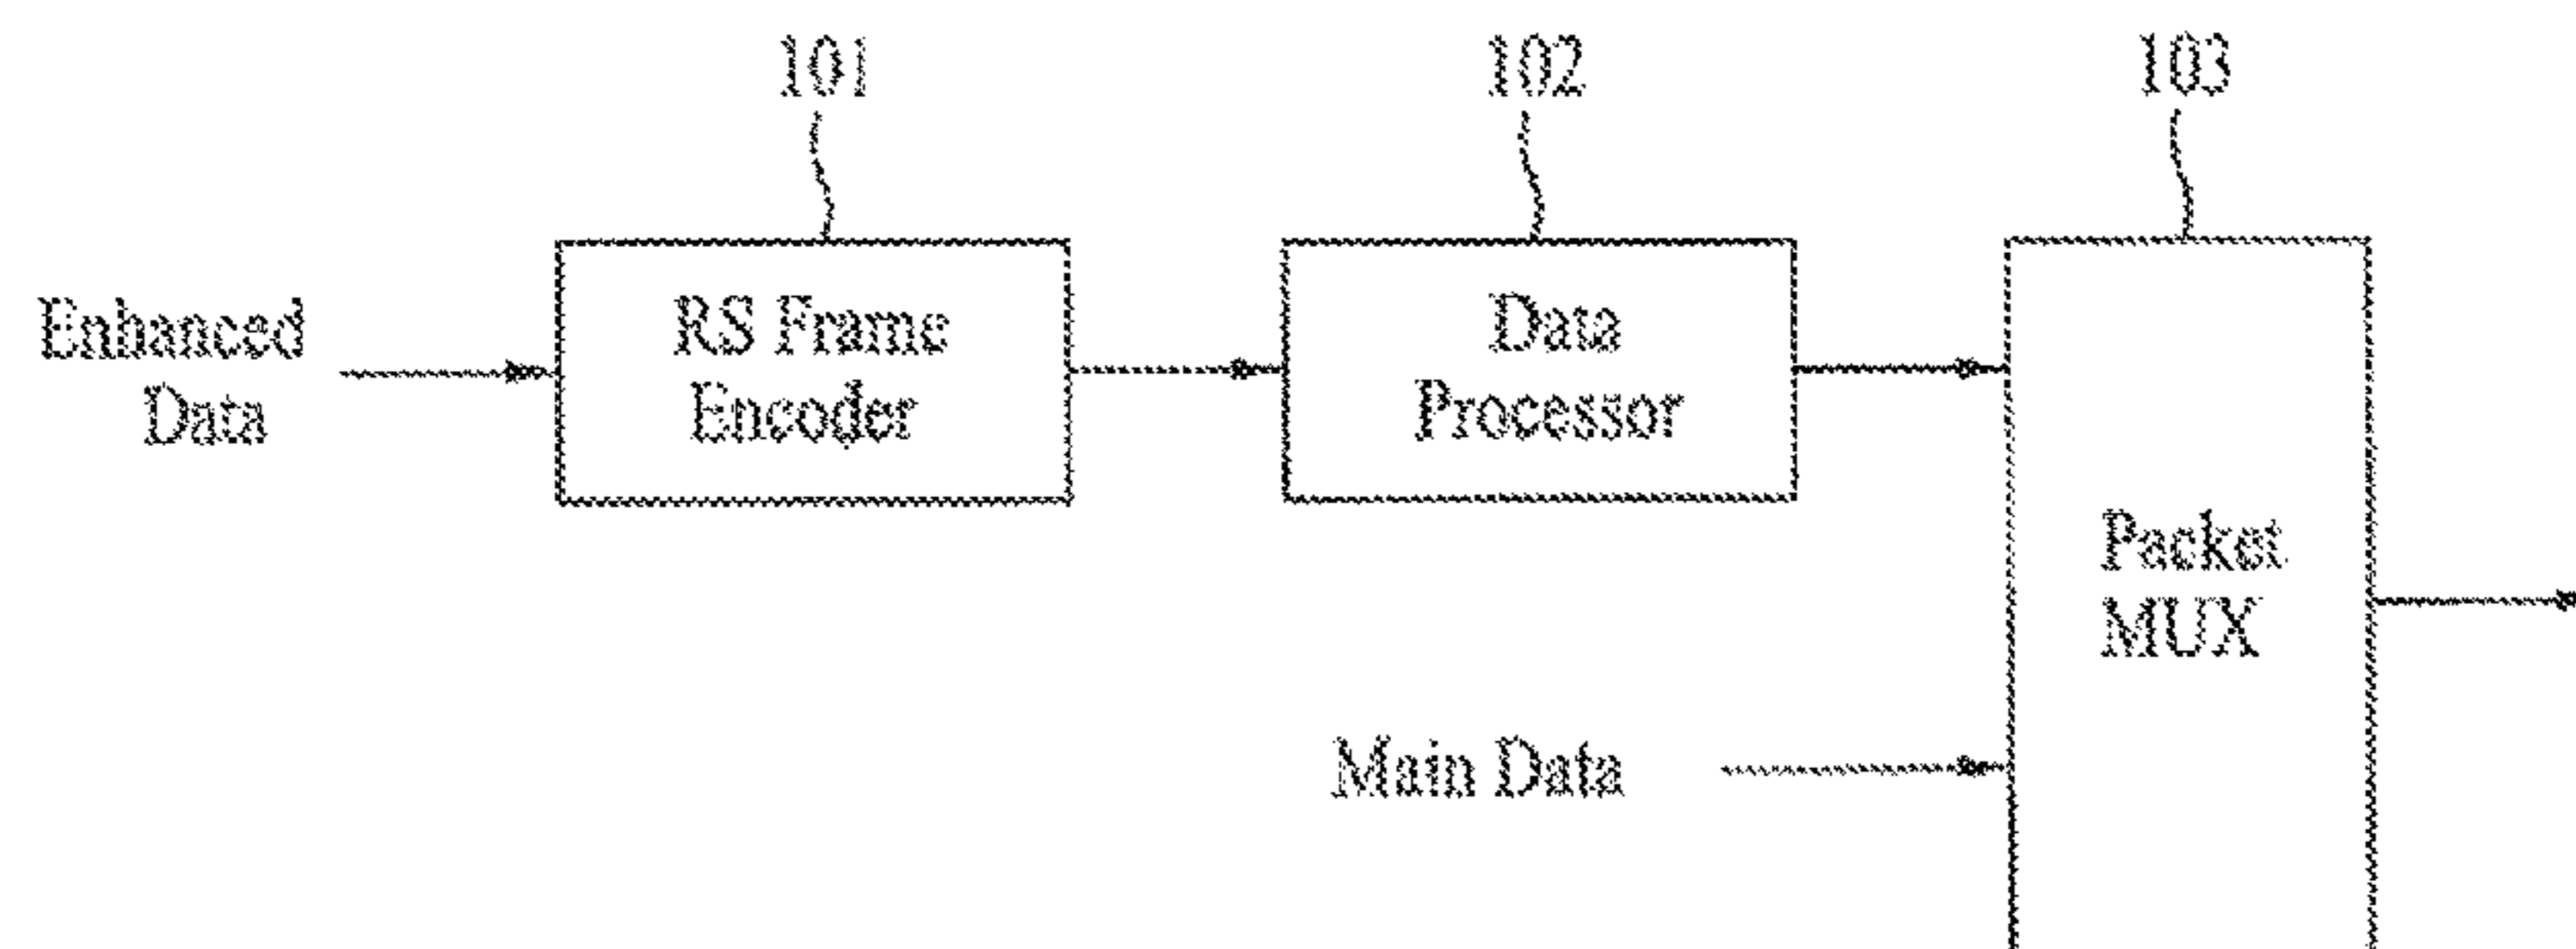 101
102
103
Enhanced
Data
RS Frame
Encoder
Data
Processor
Packet
MUX
Main Data